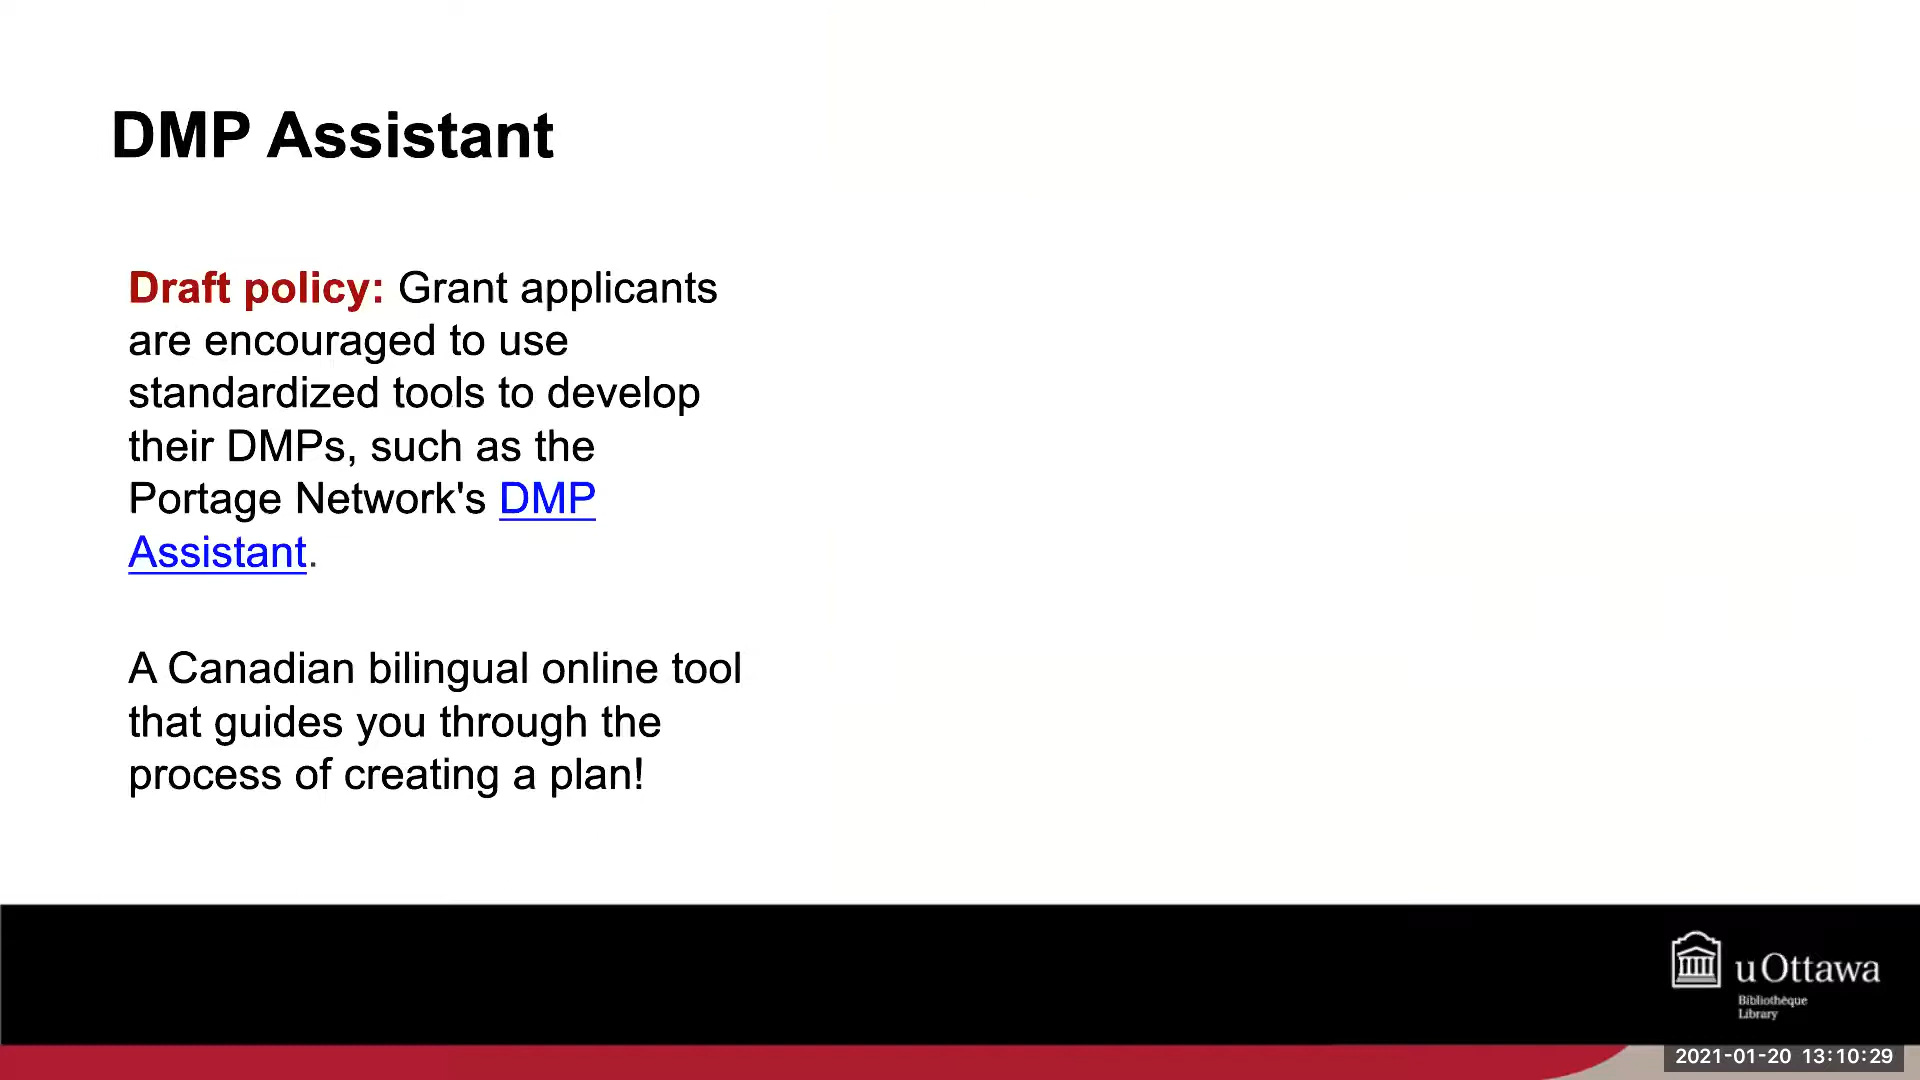 DMP Assistant
Draft policy: Grant applicants
are encouraged to use
standardized tools to develop
their DMPs, such as the
Portage Network's DMP
Assistant.
A Canadian bilingual online tool
that guides you through the
process of creating a plan!
uOttawa
Bibliothèque
Library
2021-01-20 13:10:29